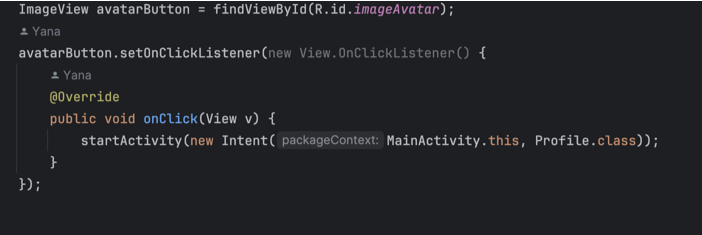 ImageView avatarButton = findViewById(R.id.imageAvatar);
Yana
avatarButton.setOnClickListener(new View.OnClickListener() {
Yana
@Override
public void onClick(View v) {
startActivity(new Intent( packageContext: MainActivity.this, Profile.class));
}
});